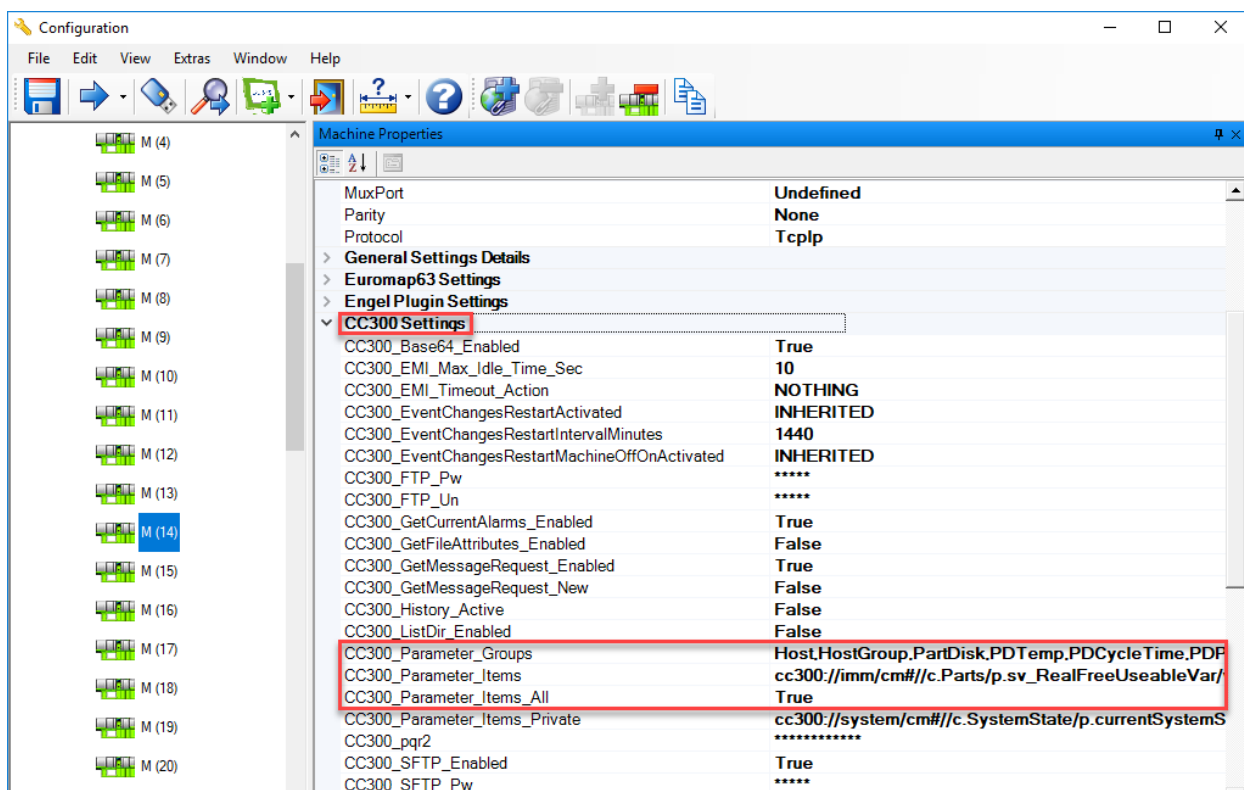 Configuration
File Edit View Extras Window Help
M (4)
M (5)
M (6)
M (7)
M (8)
M (9)
M (10)
M (11)
M (12)
M (13)
M (14)
M (15)
M (16)
M (17)
M (18)
M (19)
M (20)
Machine Properties
MuxPort Undefined
Parity None
Protocol TcpIp
General Settings Details
Euromap63 Settings
Engel Plugin Settings
CC300 Settings
CC300_Base64_Enabled True
CC300_EMI_Max_Idle_Time_Sec 10
CC300_EMI_Timeout_Action NOTHING
CC300_EventChangesRestartActivated INHERITED
CC300_EventChangesRestartIntervalMinutes 1440
CC300_EventChangesRestartMachineOffOnActivated INHERITED
CC300_FTP_Pw *****
CC300_FTP_Un *****
CC300_GetCurrentAlarms_Enabled True
CC300_GetFileAttributes_Enabled False
CC300_GetMessageRequest_Enabled True
CC300_GetMessageRequest_New False
CC300_History_Active False
CC300_ListDir_Enabled False
CC300_Parameter_Groups Host,HostGroup,PartDisk,PDTemp,PDCycleTime,PDP
CC300_Parameter_Items cc300://imm/cm#//c.Parts/p.sv_RealFreeUseableVar/
CC300_Parameter_Items_All True
CC300_Parameter_Items_Private cc300://system/cm#//c.SystemState/p.currentSystemS
CC300_pqr2 ************
CC300_SFTP_Enabled True
CC300_SFTP_Pw *****